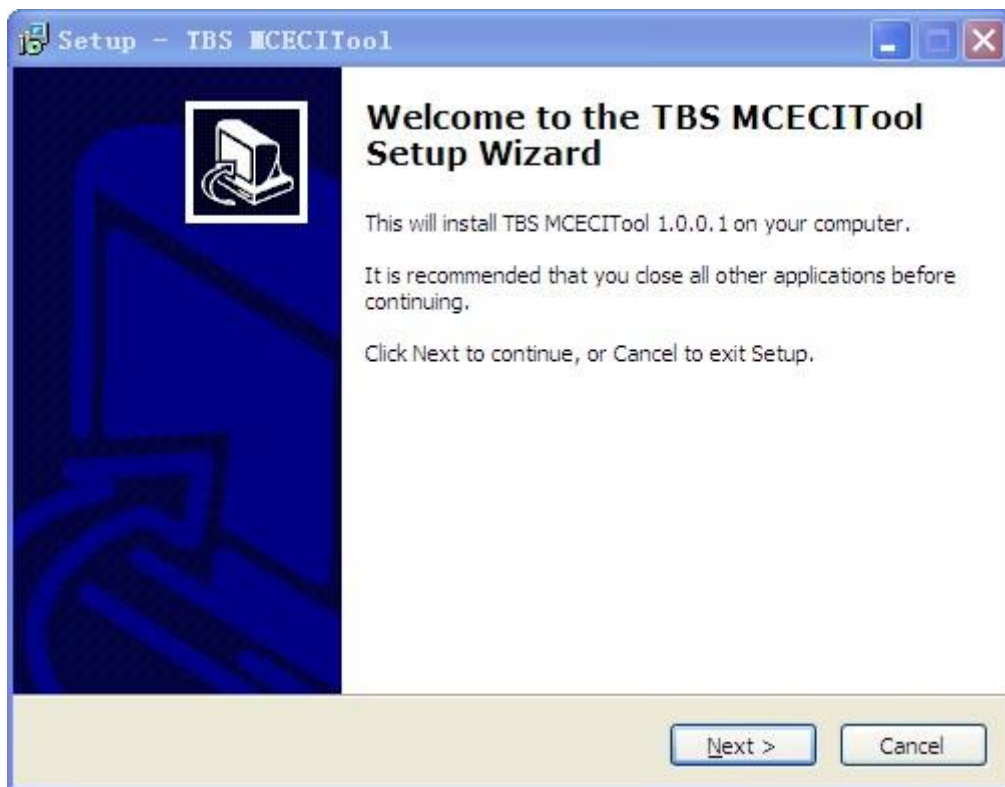 Setup - TBS MCECITool
Welcome to the TBS MCECITool
Setup Wizard
This will install TBS MCECITool 1.0.0.1 on your computer.
It is recommended that you close all other applications before
continuing.
Click Next to continue, or Cancel to exit Setup.
Next >
Cancel